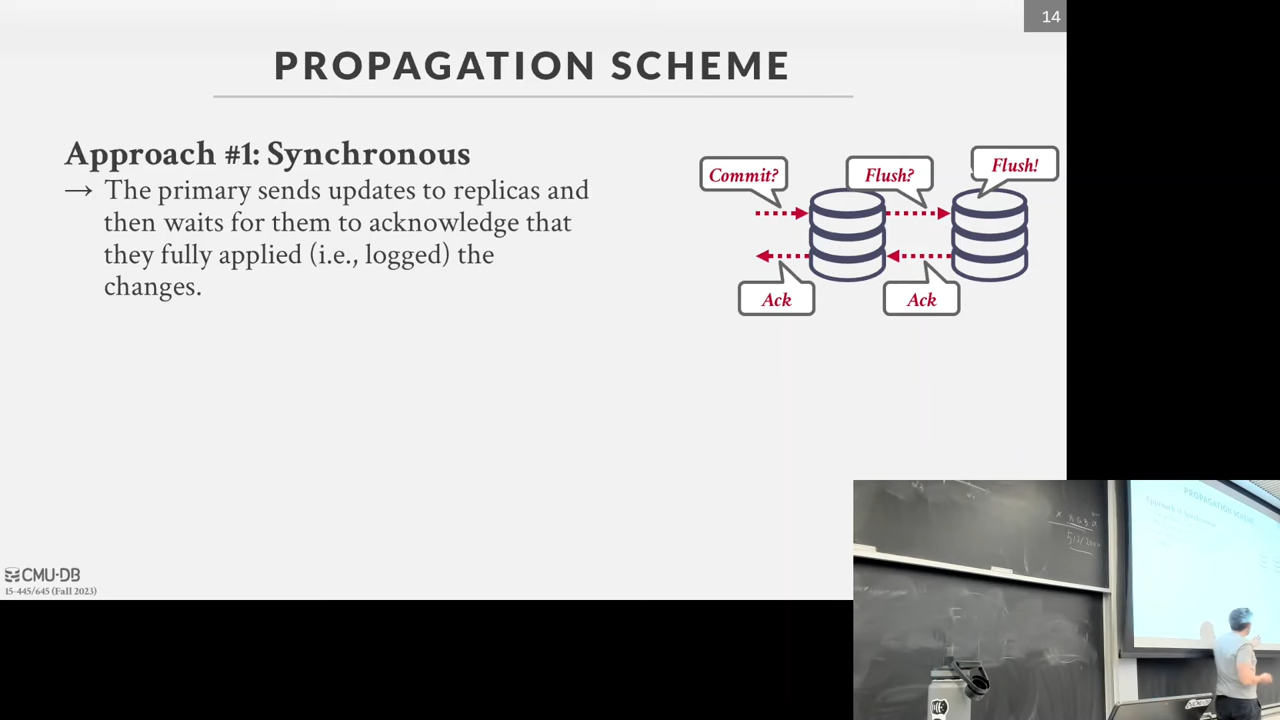 14
PROPAGATION SCHEME
Approach #1: Synchronous
→ The primary sends updates to replicas and
then waits for them to acknowledge that
they fully applied (i.e., logged) the
changes.
Commit?
Flush?
Flush!
Ack
Ack
CMU·DB
15-445/645 (Fall 2023)
PROPAGATION SCHEME